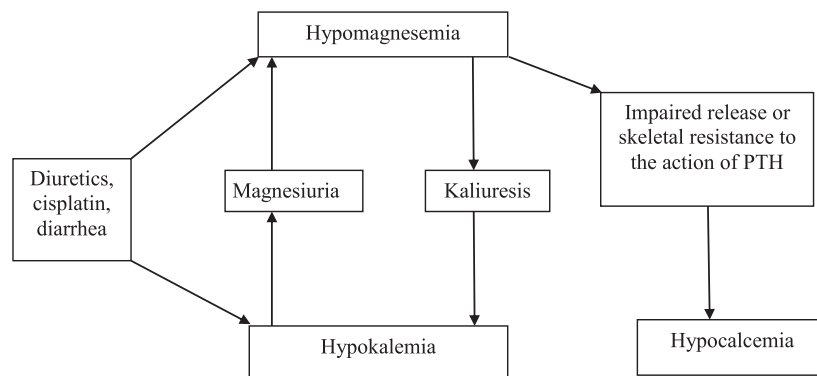 Hypomagnesemia
Impaired release or
skeletal resistance to
the action of PTH
Diuretics,
cisplatin,
diarrhea
Magnesiuria
Kaliuresis
Hypokalemia
Hypocalcemia